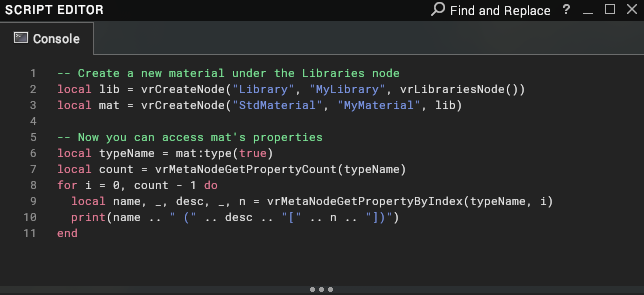 SCRIPT EDITOR
Find and Replace ?
Console
1 -- Create a new material under the Libraries node
2 local lib = vrCreateNode("Library", "MyLibrary", vrLibrariesNode())
3 local mat = vrCreateNode("StdMaterial", "MyMaterial", lib)
4
5 -- Now you can access mat's properties
6 local typeName = mat:type(true)
7 local count = vrMetaNodeGetPropertyCount(typeName)
8 for i = 0, count - 1 do
9 local name, _, desc, _, n = vrMetaNodeGetPropertyByIndex(typeName, i)
10 print(name .. " (" .. desc .. "[" .. n .. "])")
11 end